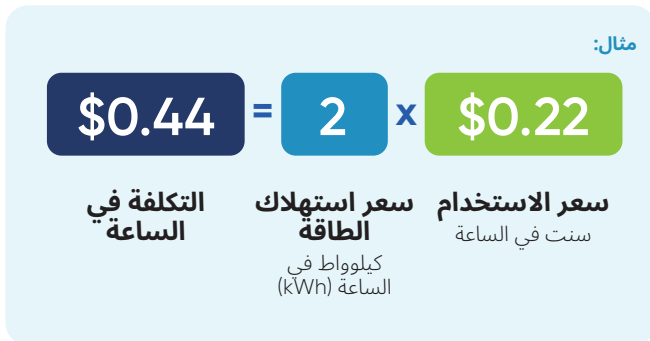 مثال:
$0.22 x 2 = $0.44
سعر الاستخدام
سنت في الساعة
سعر استهلاك
الطاقة
كيلوواط في
الساعة (kWh)
التكلفة في
الساعة